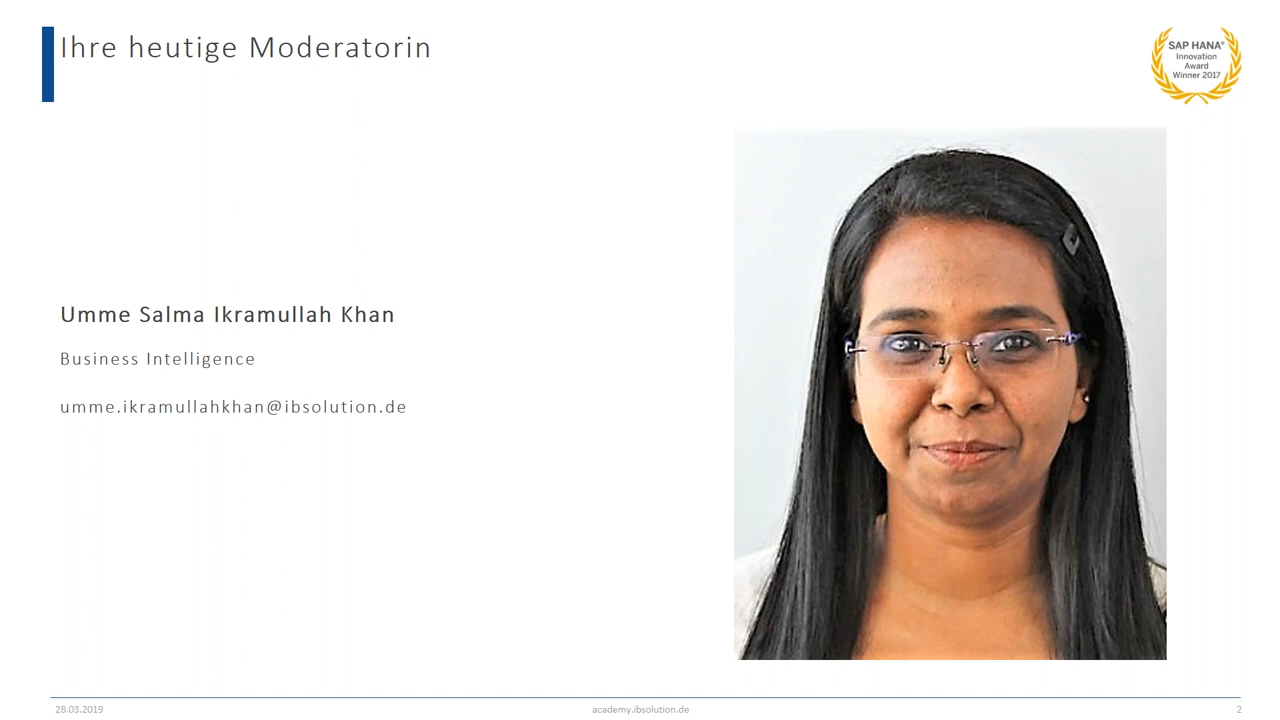 Ihre heutige Moderatorin
SAP HANA®
Innovation
Award
Winner 2017
Umme Salma Ikramullah Khan
Business Intelligence
umme.ikramullahkhan@ibsolution.de
28.03.2019
academy.ibsolution.de
2